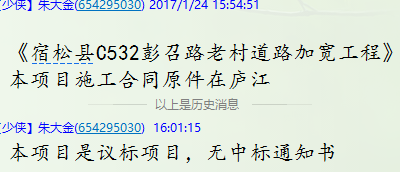 【少侠】朱大金(654295030) 2017/1/24 15:54:51
《宿松县C532彭召路老村道路加宽工程》
本项目施工合同原件在庐江
以上是历史消息
【少侠】朱大金(654295030) 16:01:15
本项目是议标项目，无中标通知书